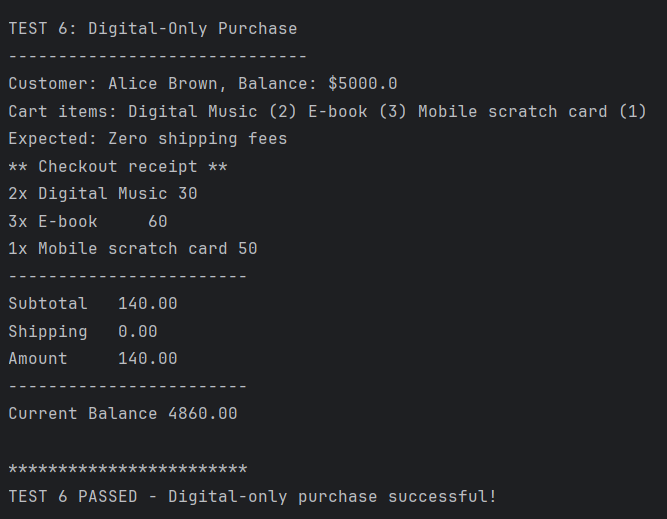 TEST 6: Digital-Only Purchase
------------------------------
Customer: Alice Brown, Balance: $5000.0
Cart items: Digital Music (2) E-book (3) Mobile scratch card (1)
Expected: Zero shipping fees
** Checkout receipt **
2x Digital Music 30
3x E-book     60
1x Mobile scratch card 50
------------------------
Subtotal   140.00
Shipping   0.00
Amount     140.00
------------------------
Current Balance 4860.00

************************
TEST 6 PASSED - Digital-only purchase successful!